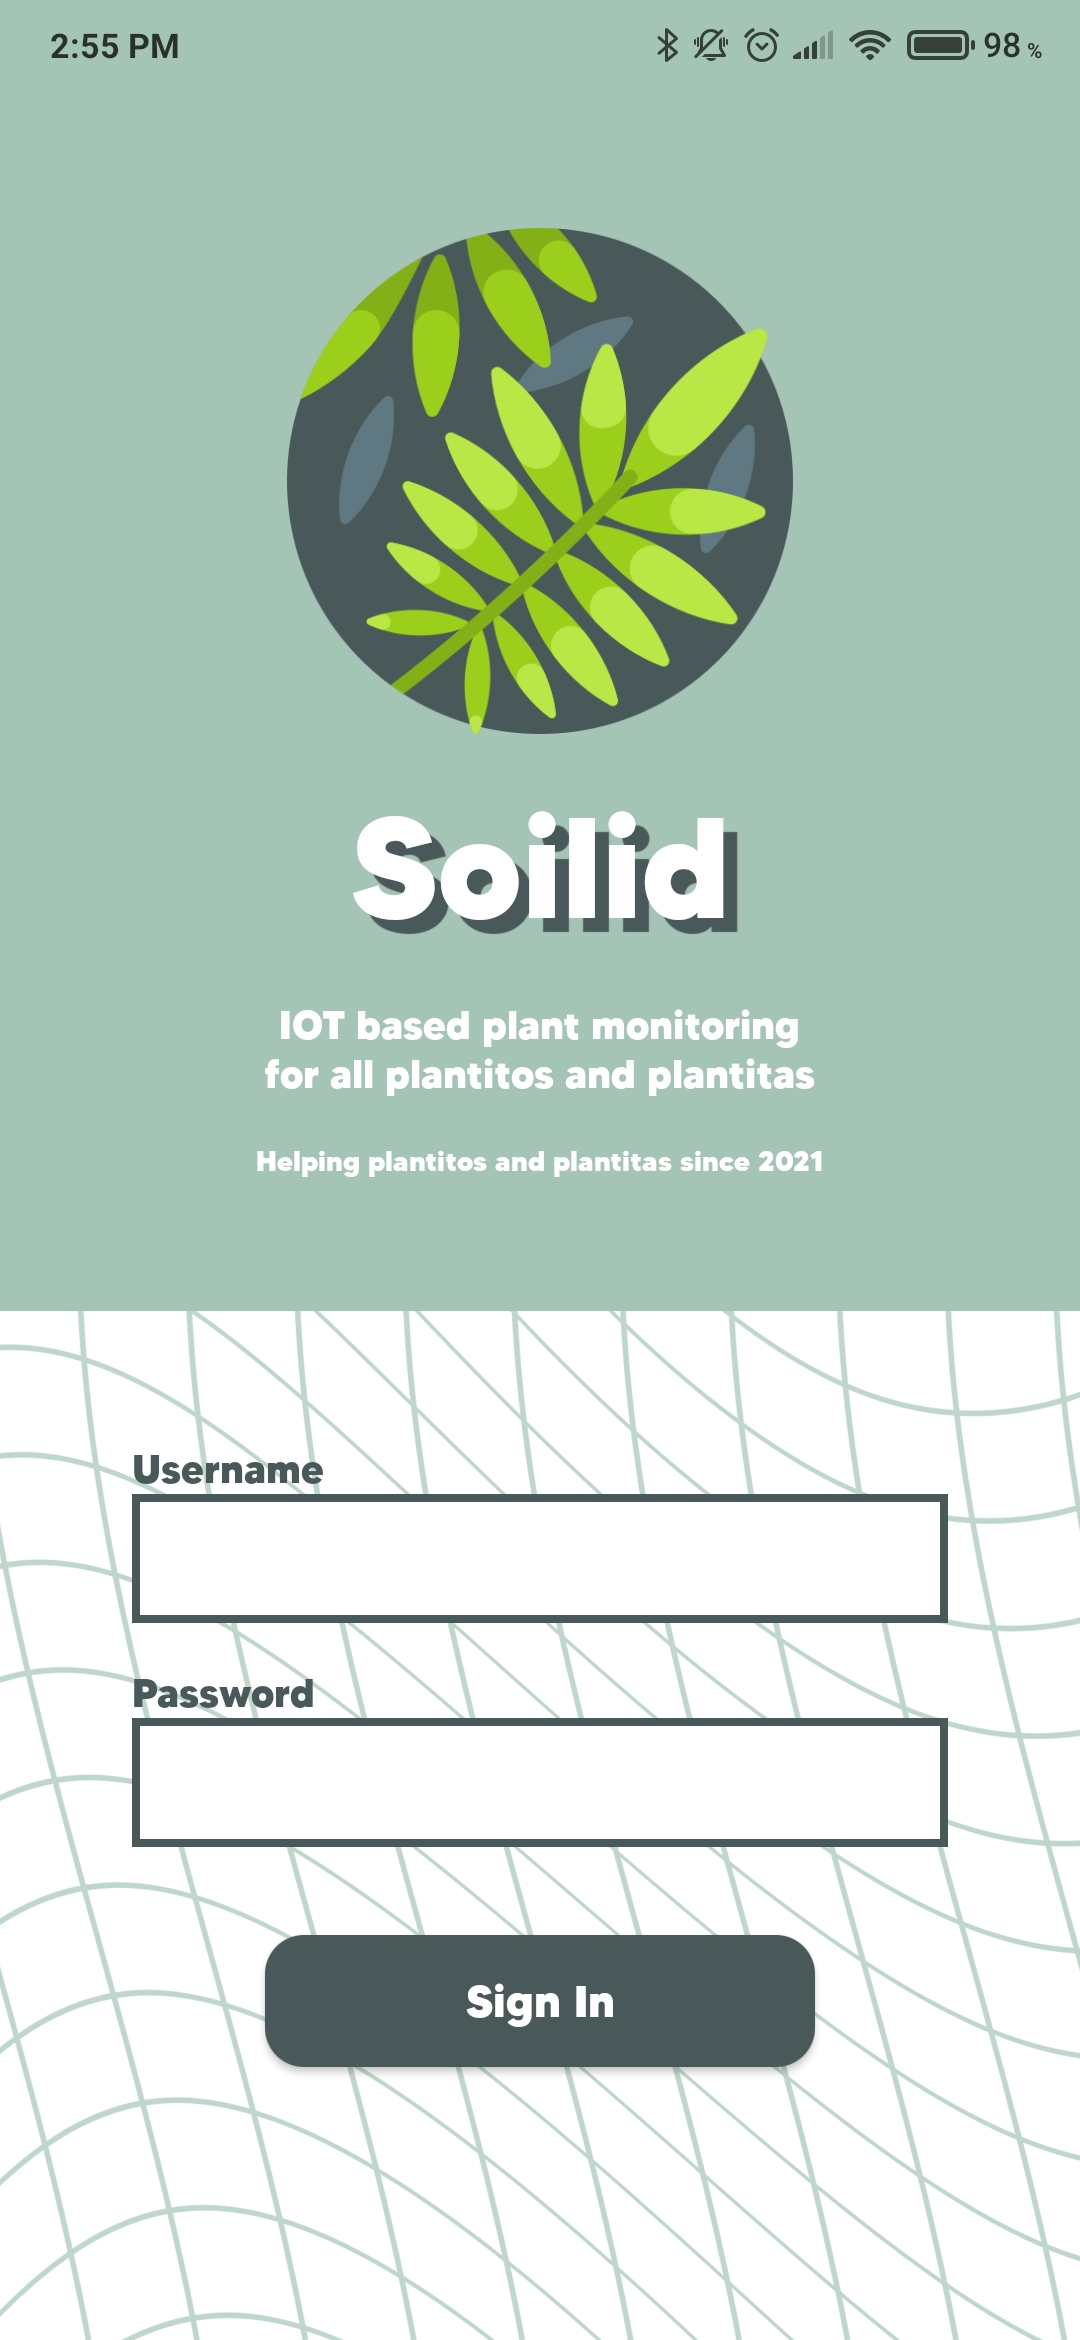 2:55 PM 98 %
Soilid
IOT based plant monitoring
for all plantitos and plantitas
Helping plantitos and plantitas since 2021
Username
Password
Sign In